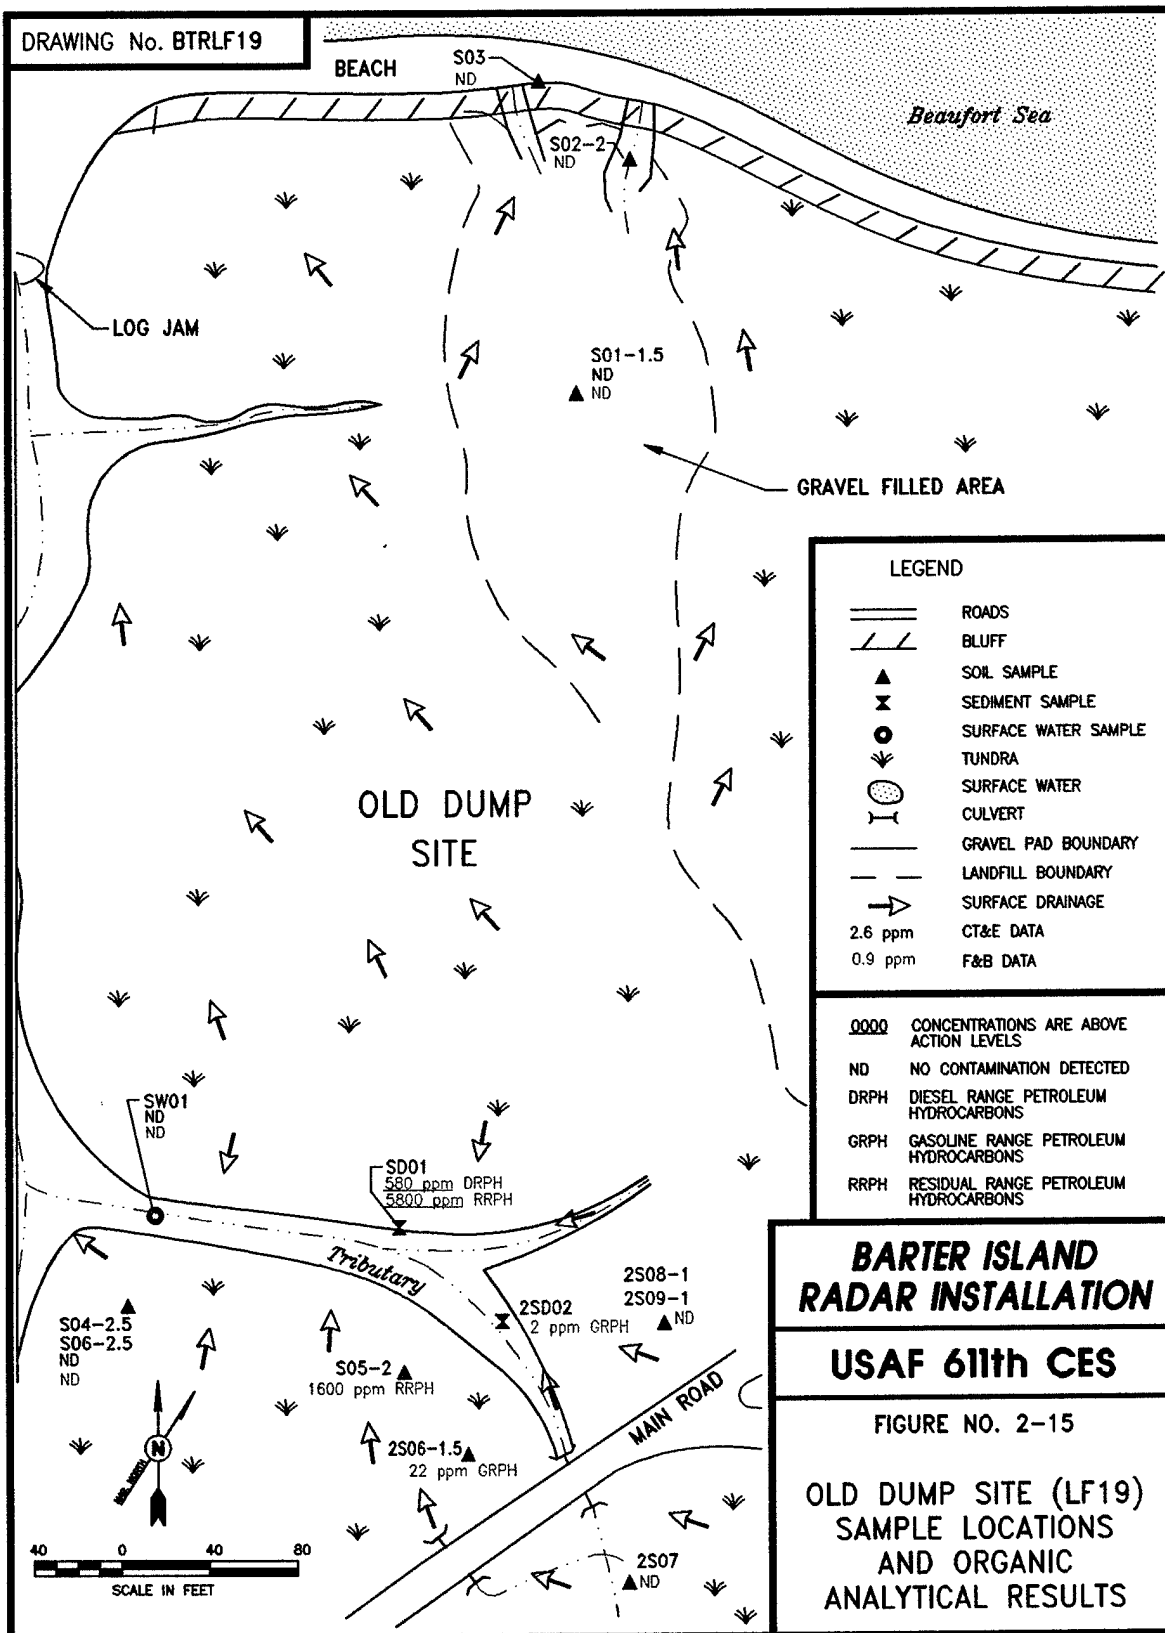 DRAWING No. BTRLF19
BEACH
S03
ND
Beaufort Sea
S02-2
ND
LOG JAM
S01-1.5
ND
ND
GRAVEL FILLED AREA
LEGEND
ROADS
BLUFF
SOIL SAMPLE
SEDIMENT SAMPLE
SURFACE WATER SAMPLE
TUNDRA
SURFACE WATER
CULVERT
GRAVEL PAD BOUNDARY
LANDFILL BOUNDARY
SURFACE DRAINAGE
2.6 ppm CT&E DATA
0.9 ppm F&B DATA
0000 CONCENTRATIONS ARE ABOVE
ACTION LEVELS
ND NO CONTAMINATION DETECTED
DRPH DIESEL RANGE PETROLEUM
HYDROCARBONS
GRPH GASOLINE RANGE PETROLEUM
HYDROCARBONS
RRPH RESIDUAL RANGE PETROLEUM
HYDROCARBONS
OLD DUMP
SITE
SW01
ND
ND
SD01
580 ppm DRPH
5800 ppm RRPH
Tributary
2S08-1
2S09-1
ND
2SD02
2 ppm GRPH
S04-2.5
S06-2.5
ND
ND
S05-2
1600 ppm RRPH
2S06-1.5
22 ppm GRPH
MAIN ROAD
2S07
ND
N
MAG. NORTH
40 0 40 80
SCALE IN FEET
BARTER ISLAND
RADAR INSTALLATION
USAF 611th CES
FIGURE NO. 2-15
OLD DUMP SITE (LF19)
SAMPLE LOCATIONS
AND ORGANIC
ANALYTICAL RESULTS